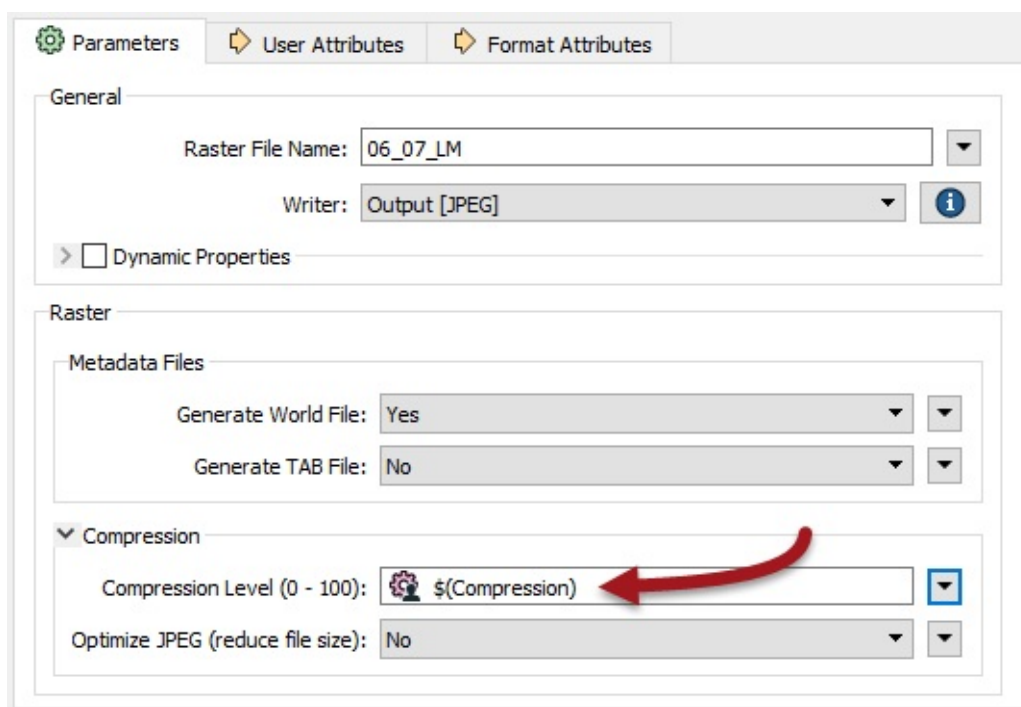 Parameters
User Attributes
Format Attributes
General
Raster File Name: 06_07_LM
Writer: Output [JPEG]
Dynamic Properties
Raster
Metadata Files
Generate World File: Yes
Generate TAB File: No
Compression
Compression Level (0 - 100): $(Compression)
Optimize JPEG (reduce file size): No